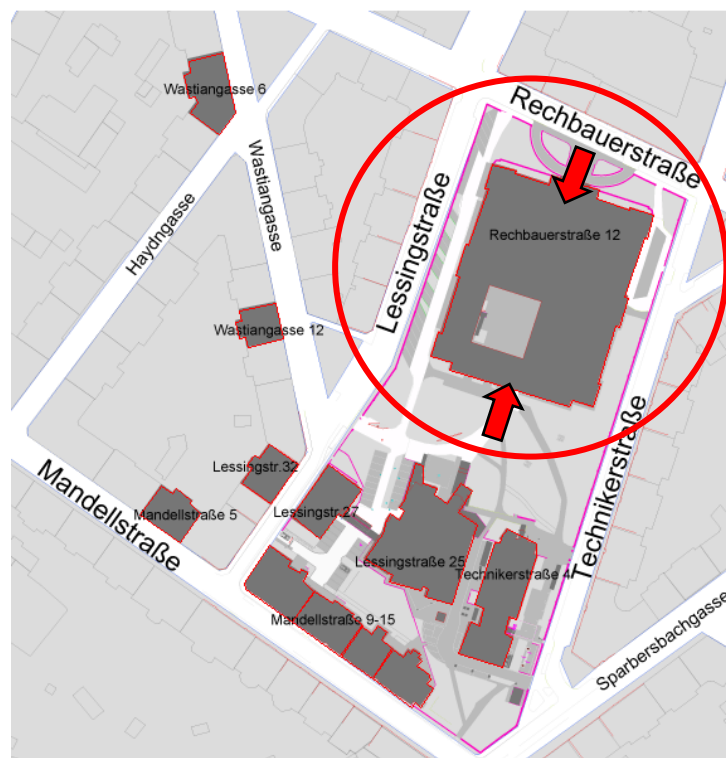 Wastiangasse 6
Rechbauerstraße
Wastiangasse
Haydngasse
Rechbauerstraße 12
Lessingstraße
Wastiangasse 12
Lessingstr.32
Mandellstraße 5
Mandellstraße
Lessingstr.27
Lessingstraße 25
Technikerstraße 4
Technikerstraße
Mandellstraße 9-15
Sparbersbachgasse